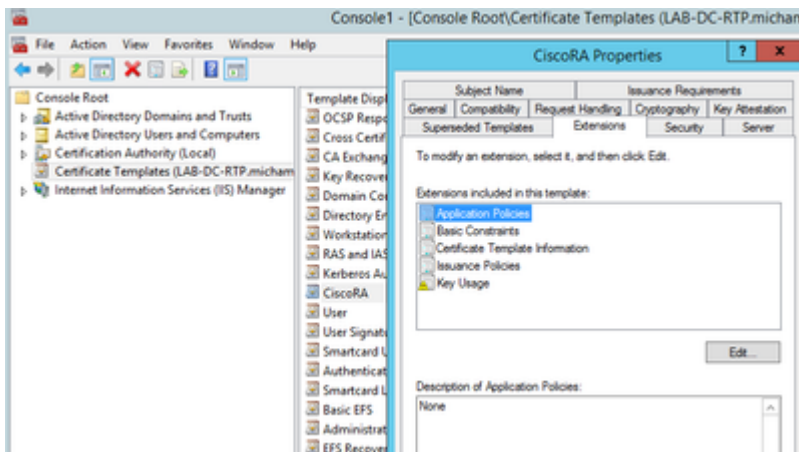 Console1 - [Console Root\Certificate Templates (LAB-DC-RTP.micham
File Action View Favorites Window Help
Console Root
Active Directory Domains and Trusts
Active Directory Users and Computers
Certification Authority (Local)
Certificate Templates (LAB-DC-RTP.micham
Internet Information Services (IIS) Manager
Template Displ
OCSP Respo
Cross Certif
CA Exchang
Key Recover
Domain Co
Directory Em
Workstation
RAS and IAS
Kerberos Au
CiscoRA
User
User Signatu
Smartcard U
Authenticat
Smartcard L
Basic EFS
Administrat
EFS Recover
CiscoRA Properties
? x
Subject Name Issuance Requirements
General Compatibility Request Handling Cryptography Key Attestation
Superseded Templates Extensions Security Server
To modify an extension, select it, and then click Edit.
Extensions included in this template:
Application Policies
Basic Constraints
Certificate Template Information
Issuance Policies
Key Usage
Edit...
Description of Application Policies:
None